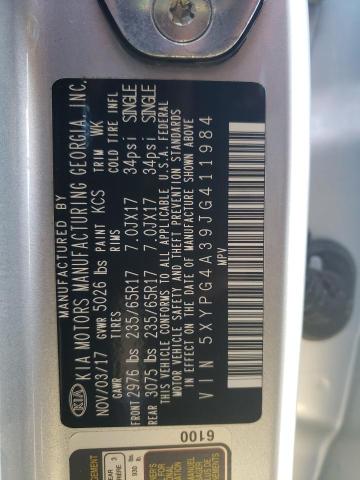 MANUFACTURED BY
KIA KIA MOTORS MANUFACTURING GEORGIA, INC.
NOV/03/17 GVWR 5026 lbs PAINT KCS TRIM WK
GAWR RIMS COLD TIRE INFL
FRONT 2976 lbs 235/65R17 7.0JX17 34psi SINGLE
REAR 3075 lbs 235/65R17 7.0JX17 34psi SINGLE
THIS VEHICLE CONFORMS TO ALL APPLICABLE U.S.A. FEDERAL
MOTOR VEHICLE SAFETY AND THEFT PREVENTION STANDARDS
IN EFFECT ON THE DATE OF MANUFACTURE SHOWN ABOVE.
VIN 5XYPG4A39JG411984
MPV
6100